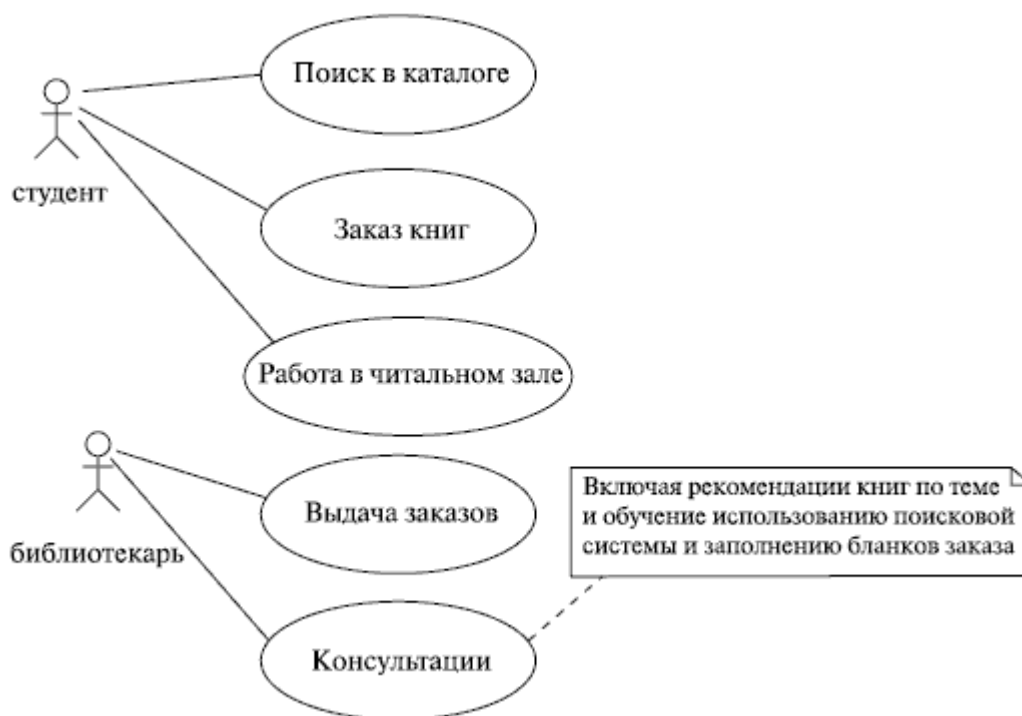 Поиск в каталоге
студент
Заказ книг
Работа в читальном зале
библиотекарь
Выдача заказов
Включая рекомендации книг по теме
и обучение использованию поисковой
системы и заполнению бланков заказа
Консультации